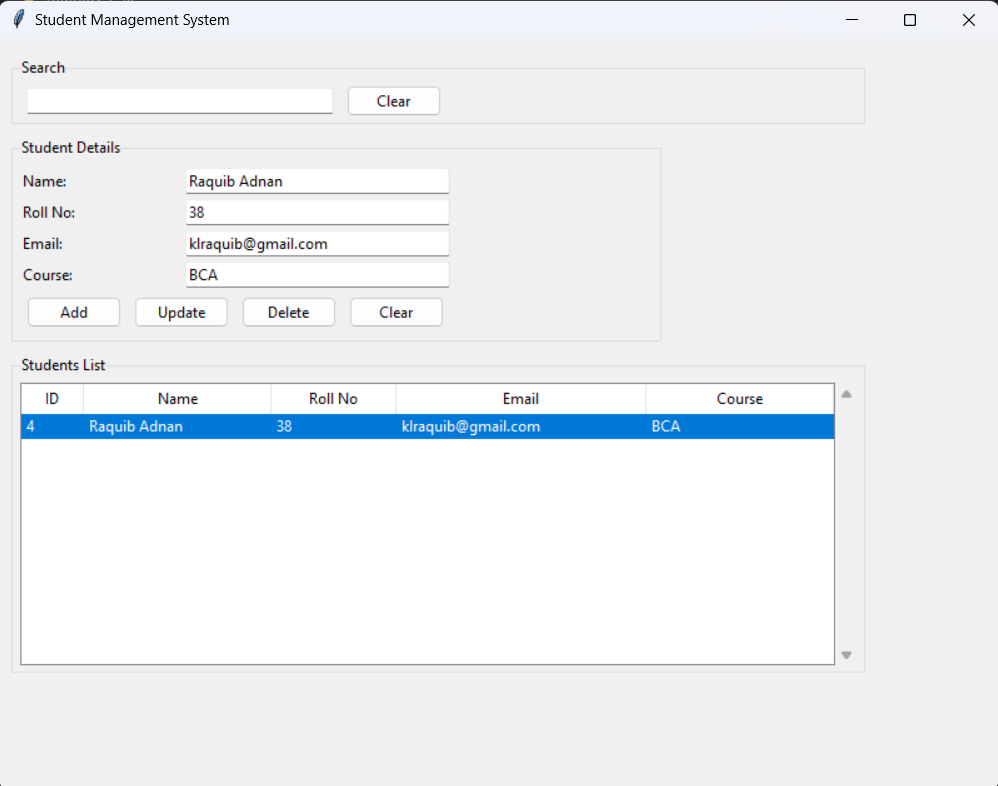 Student Management System
Search
Clear
Student Details
Name: Raquib Adnan
Roll No: 38
Email: klraquib@gmail.com
Course: BCA
Add Update Delete Clear
Students List
ID Name Roll No Email Course
4 Raquib Adnan 38 klraquib@gmail.com BCA